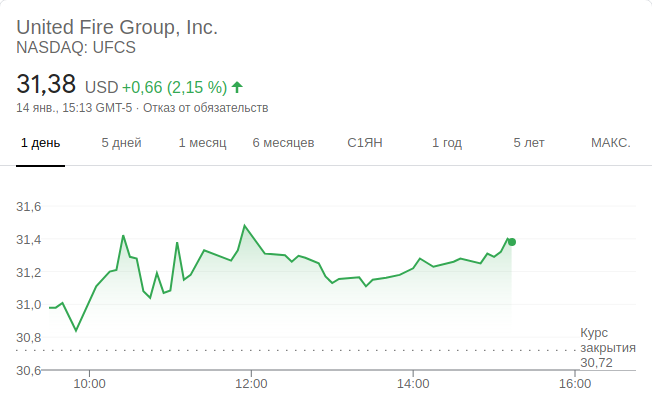 United Fire Group, Inc.
NASDAQ: UFCS
31,38 USD +0,66 (2,15 %)
14 янв., 15:13 GMT-5 · Отказ от обязательств
1 день 5 дней 1 месяц 6 месяцев С1ЯН 1 год 5 лет МАКС.
31,6
31,4
31,2
31,0
30,8
30,6
Курс
закрытия
30,72
10:00 12:00 14:00 16:00